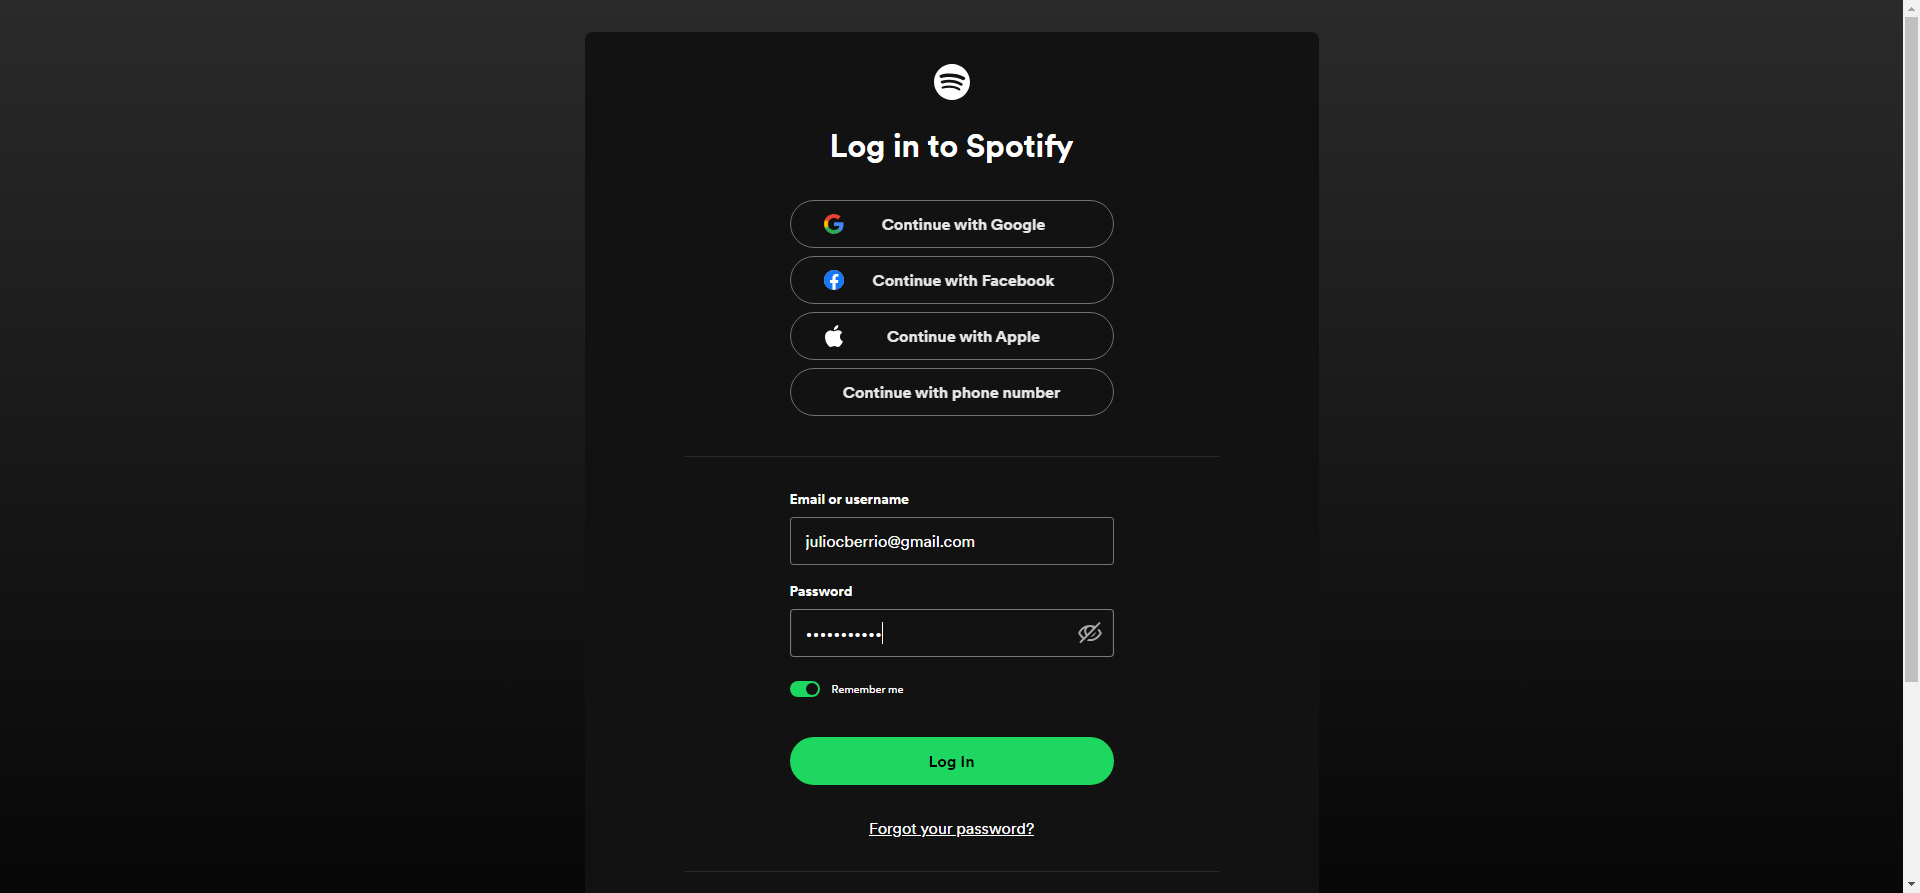 Log in to Spotify
Continue with Google
Continue with Facebook
Continue with Apple
Continue with phone number
Email or username
juliocberrio@gmail.com
Password
•••••••••••
Remember me
Log In
Forgot your password?